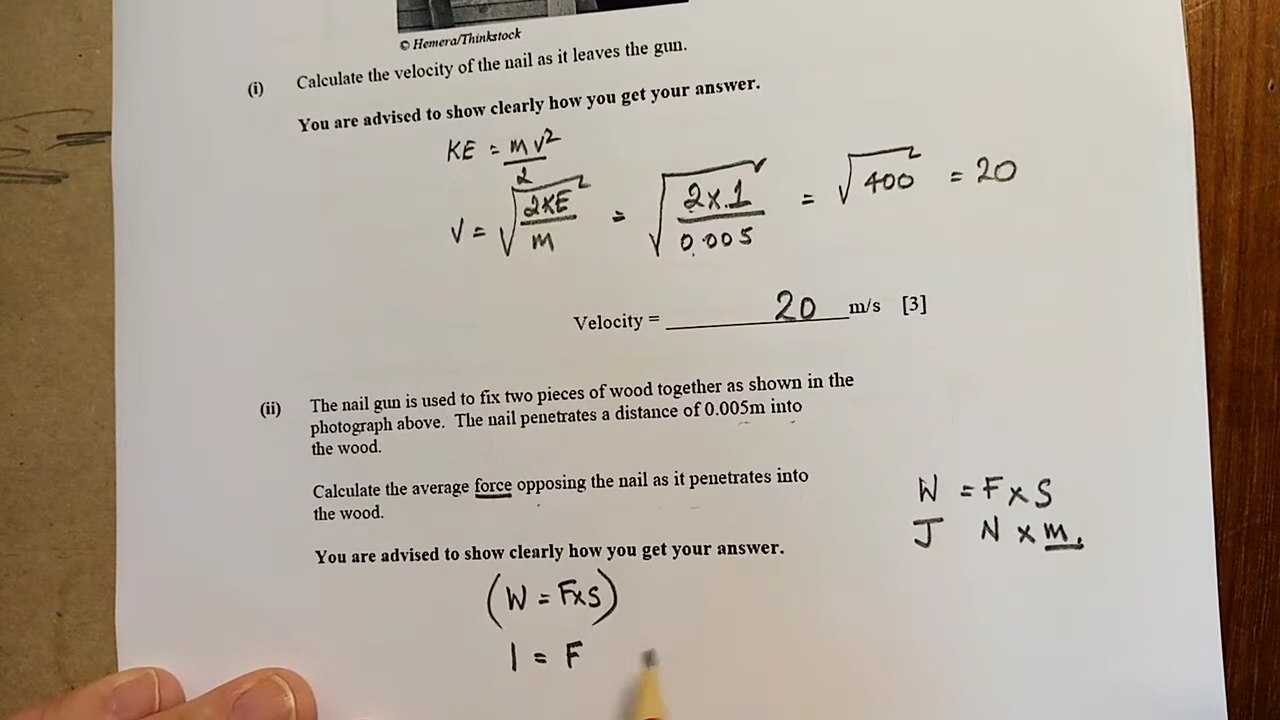 © Hemera/Thinkstock
(i) Calculate the velocity of the nail as it leaves the gun.
You are advised to show clearly how you get your answer.
KE = mv²/2
V = √(2KE/m) = √(2×1/0.005) = √400 = 20
Velocity = 20 m/s [3]
(ii) The nail gun is used to fix two pieces of wood together as shown in the
photograph above. The nail penetrates a distance of 0.005m into
the wood.
Calculate the average force opposing the nail as it penetrates into
the wood.
W = F×S
J N×m.
You are advised to show clearly how you get your answer.
(W = F×S)
1 = F